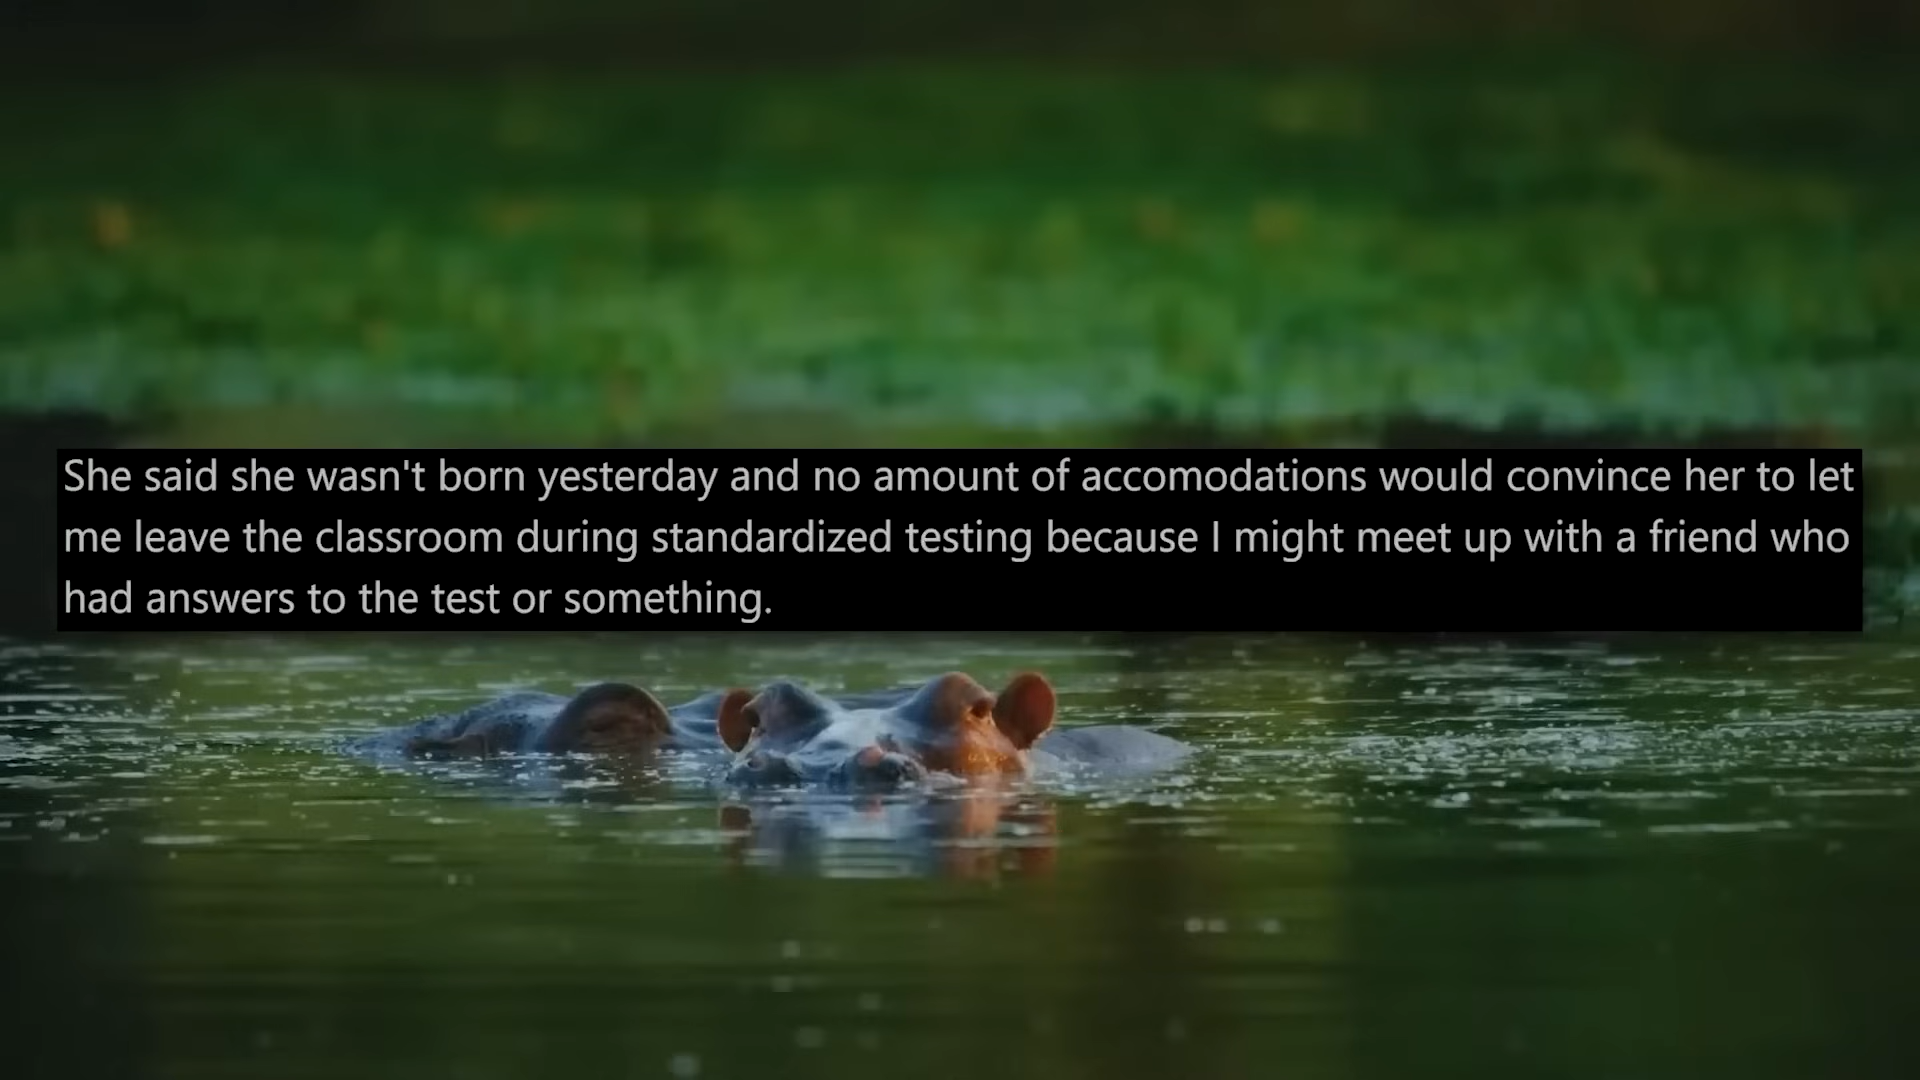 She said she wasn't born yesterday and no amount of accomodations would convince her to let
me leave the classroom during standardized testing because I might meet up with a friend who
had answers to the test or something.